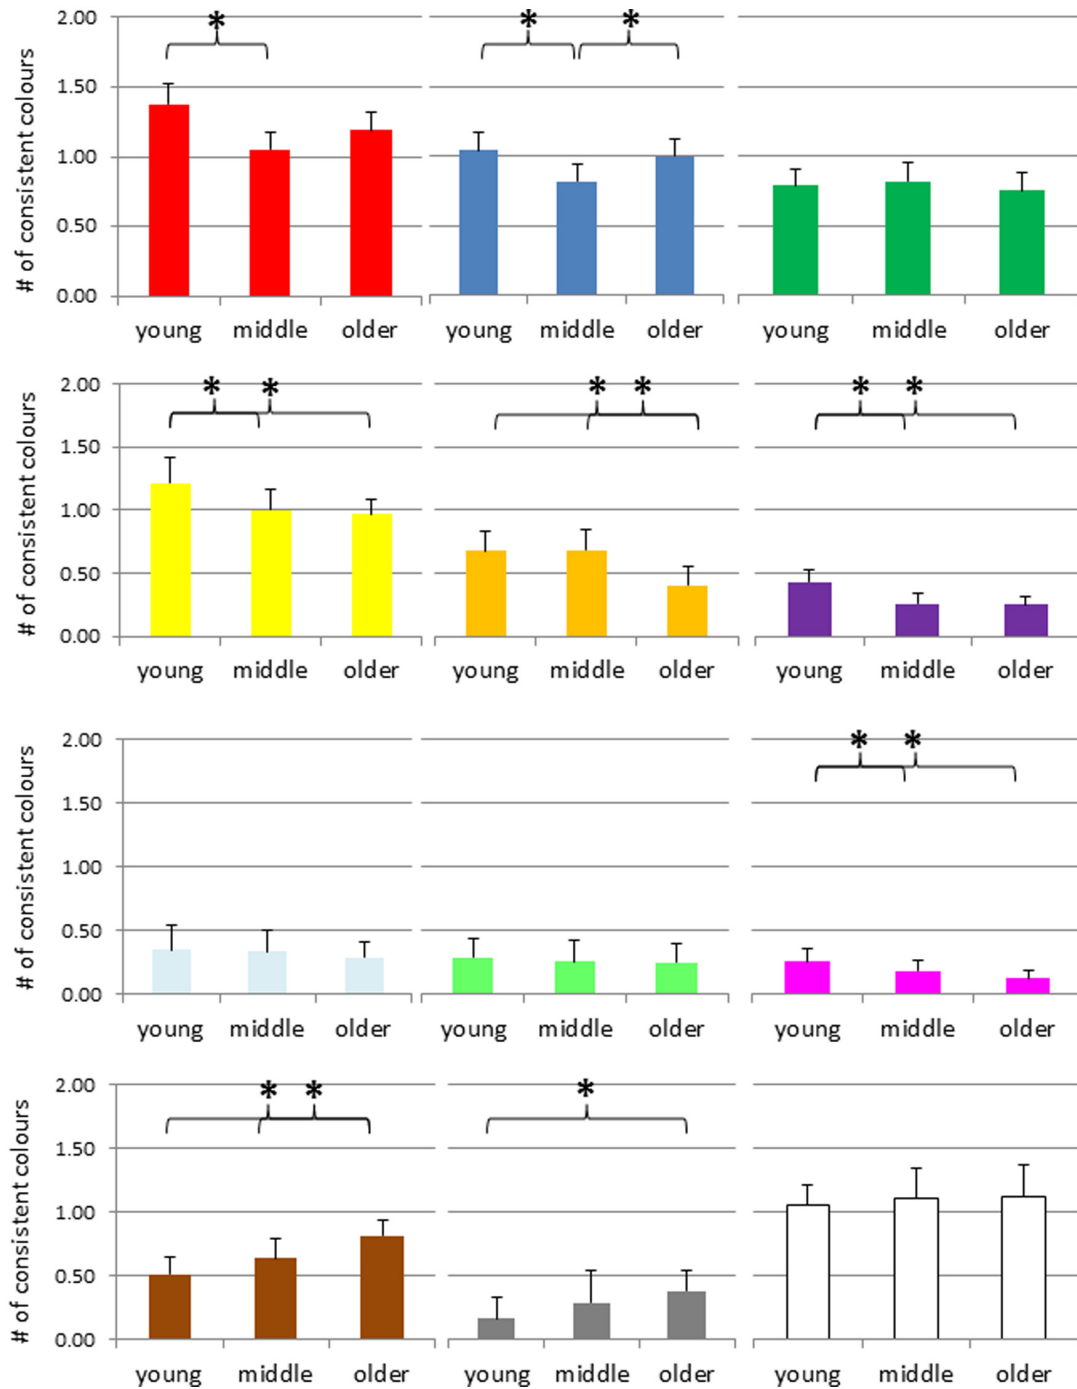 # of consistent colours
2.00
1.50
1.00
0.50
0.00
* * *
young middle older young middle older young middle older
# of consistent colours
2.00
1.50
1.00
0.50
0.00
* * * * * *
young middle older young middle older young middle older
# of consistent colours
2.00
1.50
1.00
0.50
0.00
* *
young middle older young middle older young middle older
# of consistent colours
2.00
1.50
1.00
0.50
0.00
* * *
young middle older young middle older young middle older